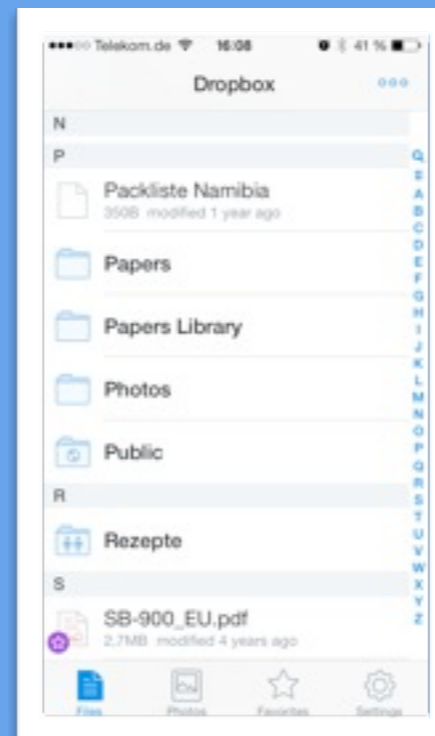 Telekom.de 16:08 41 %
Dropbox
N
P
Packliste Namibia
350B modified 1 year ago
Papers
Papers Library
Photos
Public
R
Rezepte
S
SB-900_EU.pdf
2,7MB modified 4 years ago
Files Photos Favorites Settings
#
A
B
C
D
E
F
G
H
I
J
K
L
M
N
O
P
Q
R
S
T
U
V
W
X
Y
Z